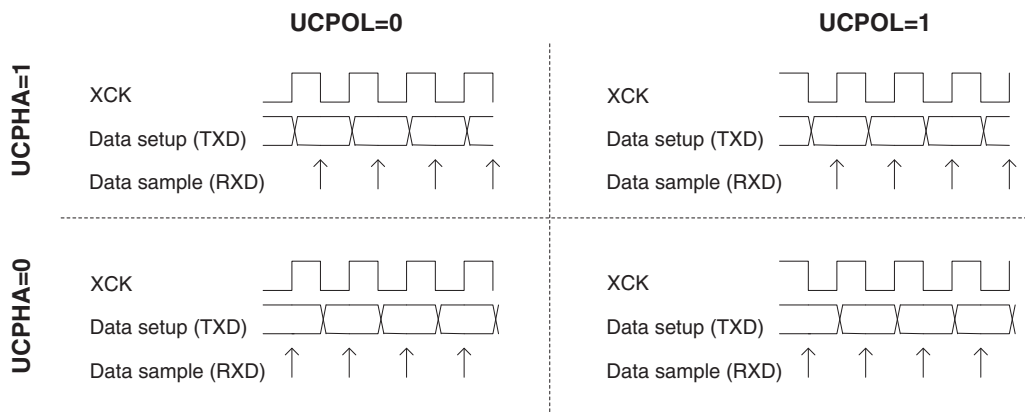 UCPOL=0
UCPOL=1
UCPHA=1
XCK
Data setup (TXD)
Data sample (RXD)
XCK
Data setup (TXD)
Data sample (RXD)
UCPHA=0
XCK
Data setup (TXD)
Data sample (RXD)
XCK
Data setup (TXD)
Data sample (RXD)